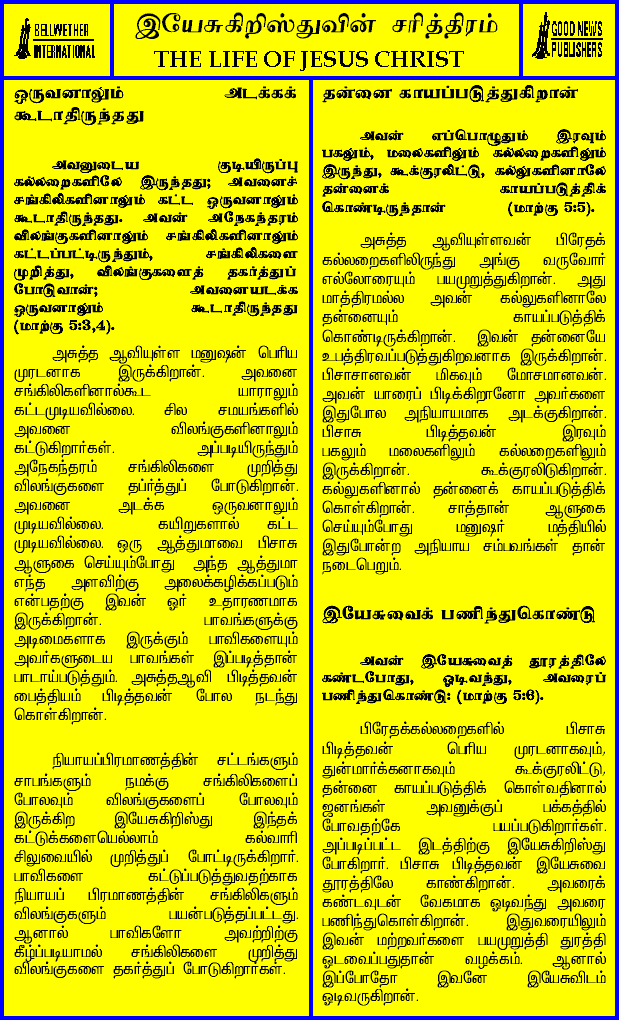 BELLWETHER
INTERNATIONAL
இயேசுகிறிஸ்துவின் சரித்திரம்
THE LIFE OF JESUS CHRIST
GOOD NEWS
PUBLISHERS
ஒருவனாலும் அடக்கக்
கூடாதிருந்தது
அவனுடைய குடியிருப்பு
கல்லறைகளிலே இருந்தது; அவனைச்
சங்கிலிகளினாலும் கட்ட ஒருவனாலும்
கூடாதிருந்தது. அவன் அநேகந்தரம்
விலங்குகளினாலும் சங்கிலிகளினாலும்
கட்டப்பட்டிருந்தும், சங்கிலிகளை
முறித்து, விலங்குகளைத் தகர்த்துப்
போடுவான்; அவனையடக்க
ஒருவனாலும் கூடாதிருந்தது
(மாற்கு 5:3,4).
அசுத்த ஆவியுள்ள மனுஷன் பெரிய
முரடனாக இருக்கிறான். அவனை
சங்கிலிகளினால்கூட யாராலும்
கட்டமுடியவில்லை. சில சமயங்களில்
அவனை விலங்குகளினாலும்
கட்டுகிறார்கள். அப்படியிருந்தும்
அநேகந்தரம் சங்கிலிகளை முறித்து
விலங்குகளை தப்ர்த்துப் போடுகிறான்.
அவனை அடக்க ஒருவனாலும்
முடியவில்லை. கயிறுகளால் கட்ட
முடியவில்லை. ஒரு ஆத்துமாவை பிசாசு
ஆளுகை செய்யும்போது அந்த ஆத்துமா
எந்த அளவிற்கு அலைக்கழிக்கப்படும்
என்பதற்கு இவன் ஓர் உதாரணமாக
இருக்கிறான். பாவங்களுக்கு
அடிமைகளாக இருக்கும் பாவிகளையும்
அவர்களுடைய பாவங்கள் இப்படித்தான்
பாடாய்படுத்தும். அசுத்தஆவி பிடித்தவன்
பைத்தியம் பிடித்தவன் போல நடந்து
கொள்கிறான்.
நியாயப்பிரமாணத்தின் சட்டங்களும்
சாபங்களும் நமக்கு சங்கிலிகளைப்
போலவும் விலங்குகளைப் போலவும்
இருக்கிற இயேசுகிறிஸ்து இந்தக்
கட்டுக்களையெல்லாம் கல்வாரி
சிலுவையில் முறித்துப் போட்டிருக்கிறார்.
பாவிகளை கட்டுப்படுத்துவதற்காக
நியாயப் பிரமாணத்தின் சங்கிலிகளும்
விலங்குகளும் பயன்படுத்தப்பட்டது.
ஆனால் பாவிகளோ அவற்றிற்கு
கீழ்ப்படியாமல் சங்கிலிகளை முறித்து
விலங்குகளை தகர்த்துப் போடுகிறார்கள்.
தன்னை காயப்படுத்துகிறான்
அவன் எப்பொழுதும் இரவும்
பகலும், மலைகளிலும் கல்லறைகளிலும்
இருந்து, கூக்குரலிட்டு, கல்லுகளினாலே
தன்னைக் காயப்படுத்திக்
கொண்டிருந்தான் (மாற்கு 5:5).
அசுத்த ஆவியுள்ளவன் பிரேதக்
கல்லறைகளிலிருந்து அங்கு வருவோர்
எல்லோரையும் பயமுறுத்துகிறான். அது
மாத்திரமல்ல அவன் கல்லுகளினாலே
தன்னையும் காயப்படுத்திக்
கொண்டிருக்கிறான். இவன் தன்னையே
உபத்திரவப்படுத்துகிறவனாக இருக்கிறான்.
பிசாசானவன் மிகவும் மோசமானவன்.
அவன் யாரைப் பிடிக்கிறானோ அவர்களை
இதுபோல அநியாயமாக அடக்குகிறான்.
பிசாசு பிடித்தவன் இரவும்
பகலும் மலைகளிலும் கல்லறைகளிலும்
இருக்கிறான். கூக்குரலிடுகிறான்.
கல்லுகளினால் தன்னைக் காயப்படுத்திக்
கொள்கிறான். சாத்தான் ஆளுகை
செய்யும்போது மனுஷர் மத்தியில்
இதுபோன்ற அநியாய சம்பவங்கள் தான்
நடைபெறும்.
இயேசுவைக் பணிந்துகொண்டு
அவன் இயேசுவைத் தூரத்திலே
கண்டபோது, ஓடிவந்து, அவரைப்
பணிந்துகொண்டு: (மாற்கு 5:6).
பிரேதக்கல்லறைகளில் பிசாசு
பிடித்தவன் பெரிய முரடனாகவும்,
துன்மார்க்கனாகவும் கூக்குரலிட்டு,
தன்னை காயப்படுத்திக் கொள்வதினால்
ஜனங்கள் அவனுக்குப் பக்கத்தில்
போவதற்கே பயப்படுகிறார்கள்.
அப்படிப்பட்ட இடத்திற்கு இயேசுகிறிஸ்து
போகிறார். பிசாசு பிடித்தவன் இயேசுவை
தூரத்திலே காண்கிறான். அவரைக்
கண்டவுடன் வேகமாக ஓடிவந்து அவரை
பணிந்துகொள்கிறான். இதுவரையிலும்
இவன் மற்றவர்களை பயமுறுத்தி துரத்தி
ஓடவைப்பதுதான் வழக்கம். ஆனால்
இப்போதோ இவனே இயேசுவிடம்
ஓடிவருகிறான்.